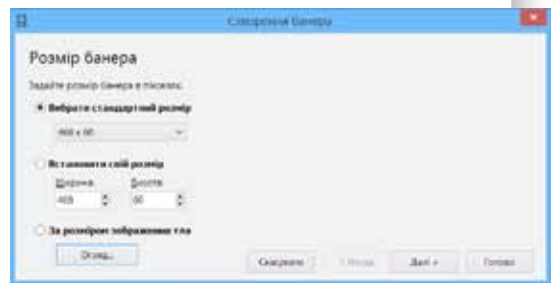 Створення банера
Розмір банера
Задайте розмір банера в пікселях.
Вибрати стандартний розмір
468 x 60
Встановити свій розмір
Ширина Висота
468 60
За розміром зображення тла
Огляд...
Скасувати < Назад Далі » Готово